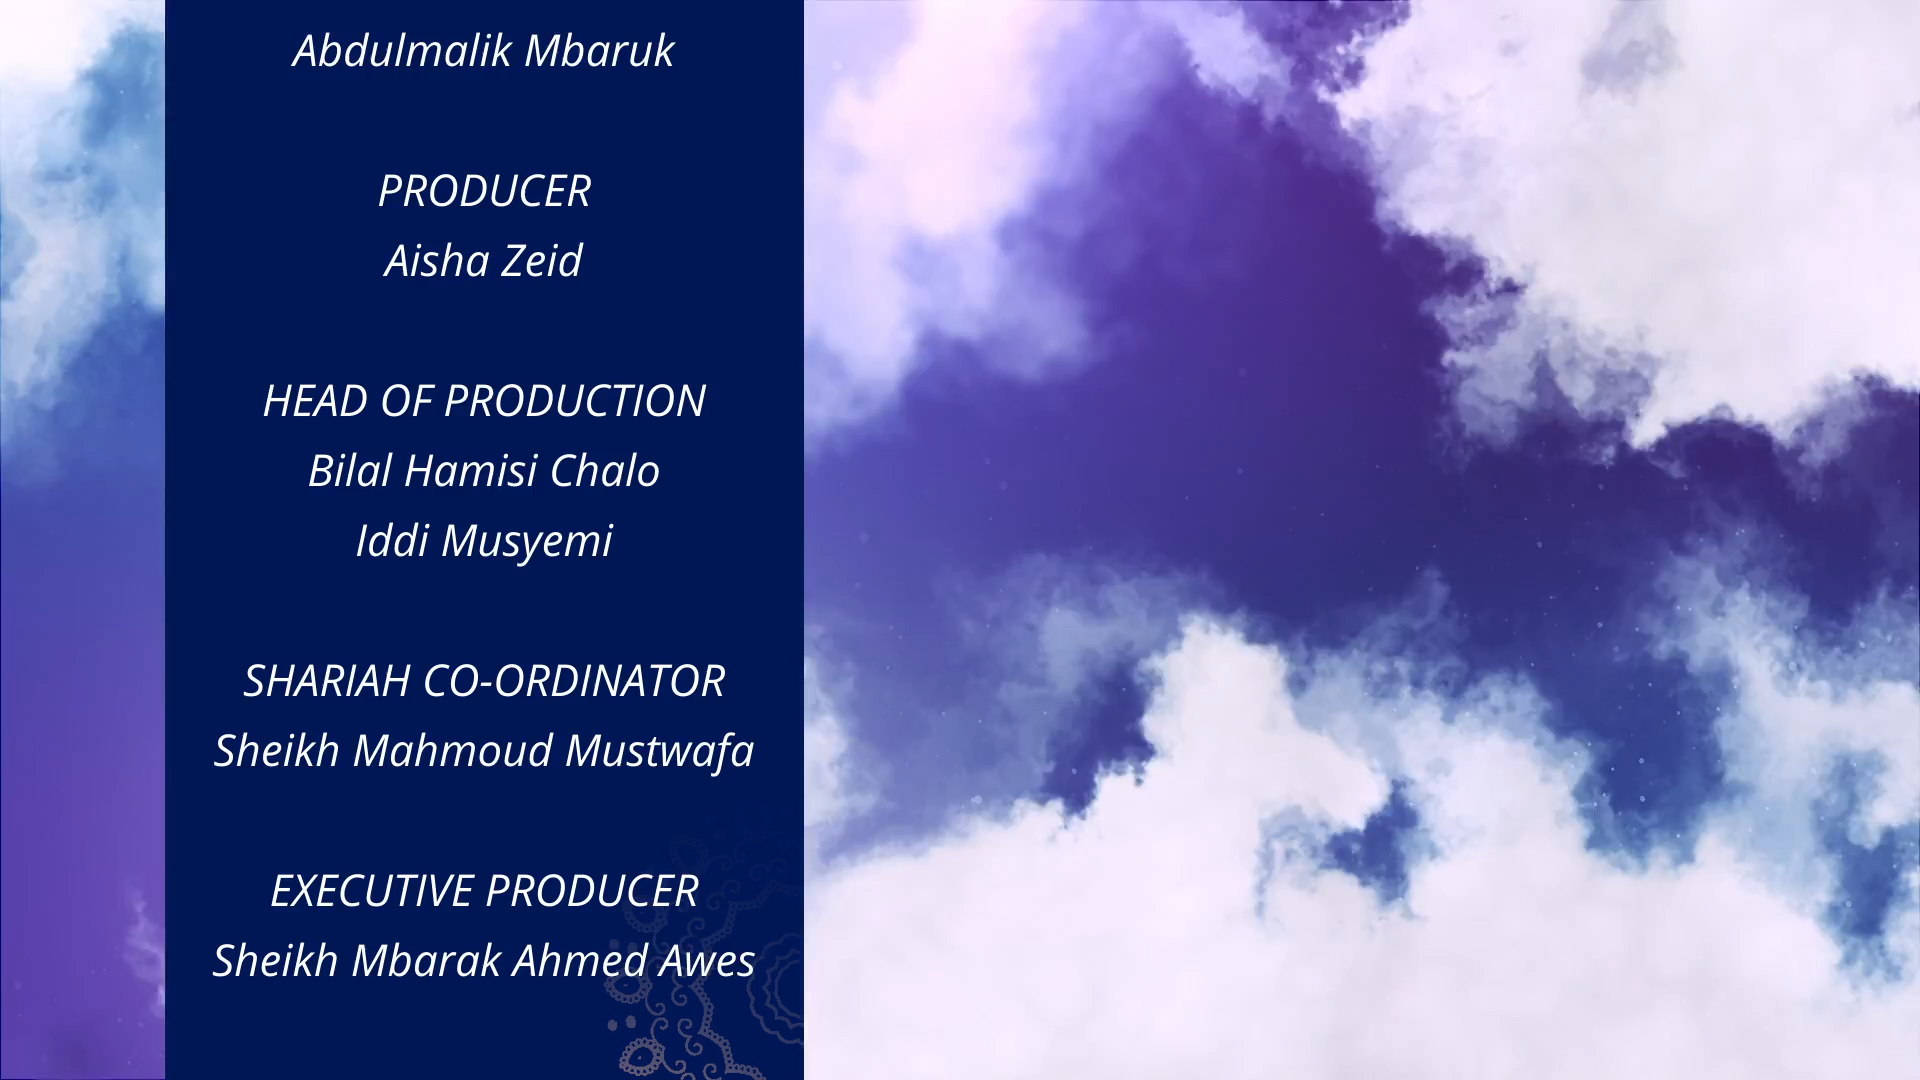 Abdulmalik Mbaruk
PRODUCER
Aisha Zeid
HEAD OF PRODUCTION
Bilal Hamisi Chalo
Iddi Musyemi
SHARIAH CO-ORDINATOR
Sheikh Mahmoud Mustwafa
EXECUTIVE PRODUCER
Sheikh Mbarak Ahmed Awes